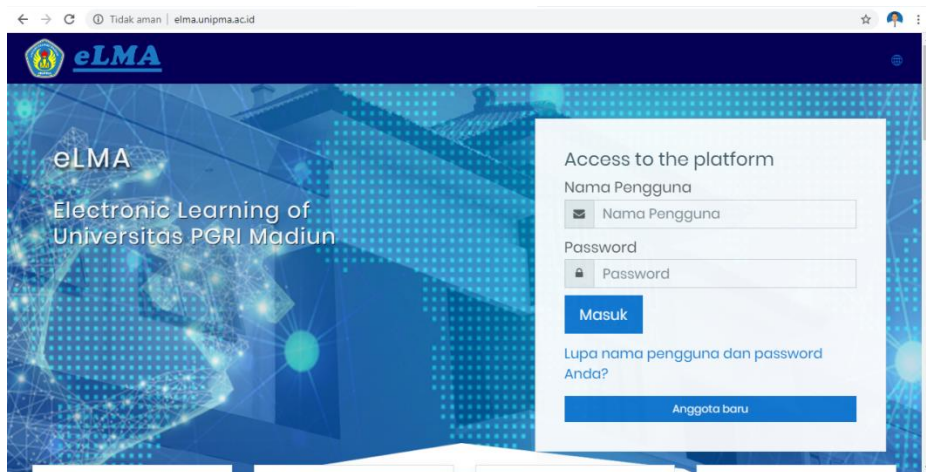 Tidak aman | elma.unipma.ac.id
eLMA
eLMA
Electronic Learning of
Universitas PGRI Madiun
Access to the platform
Nama Pengguna
Nama Pengguna
Password
Password
Masuk
Lupa nama pengguna dan password
Anda?
Anggota baru